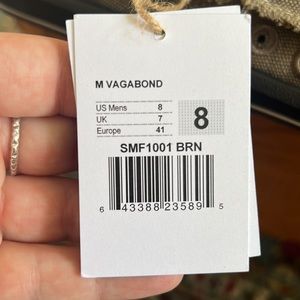 M VAGABOND
US Mens 8
UK 7
Europe 41
8
SMF1001 BRN
6 43388 23589 5